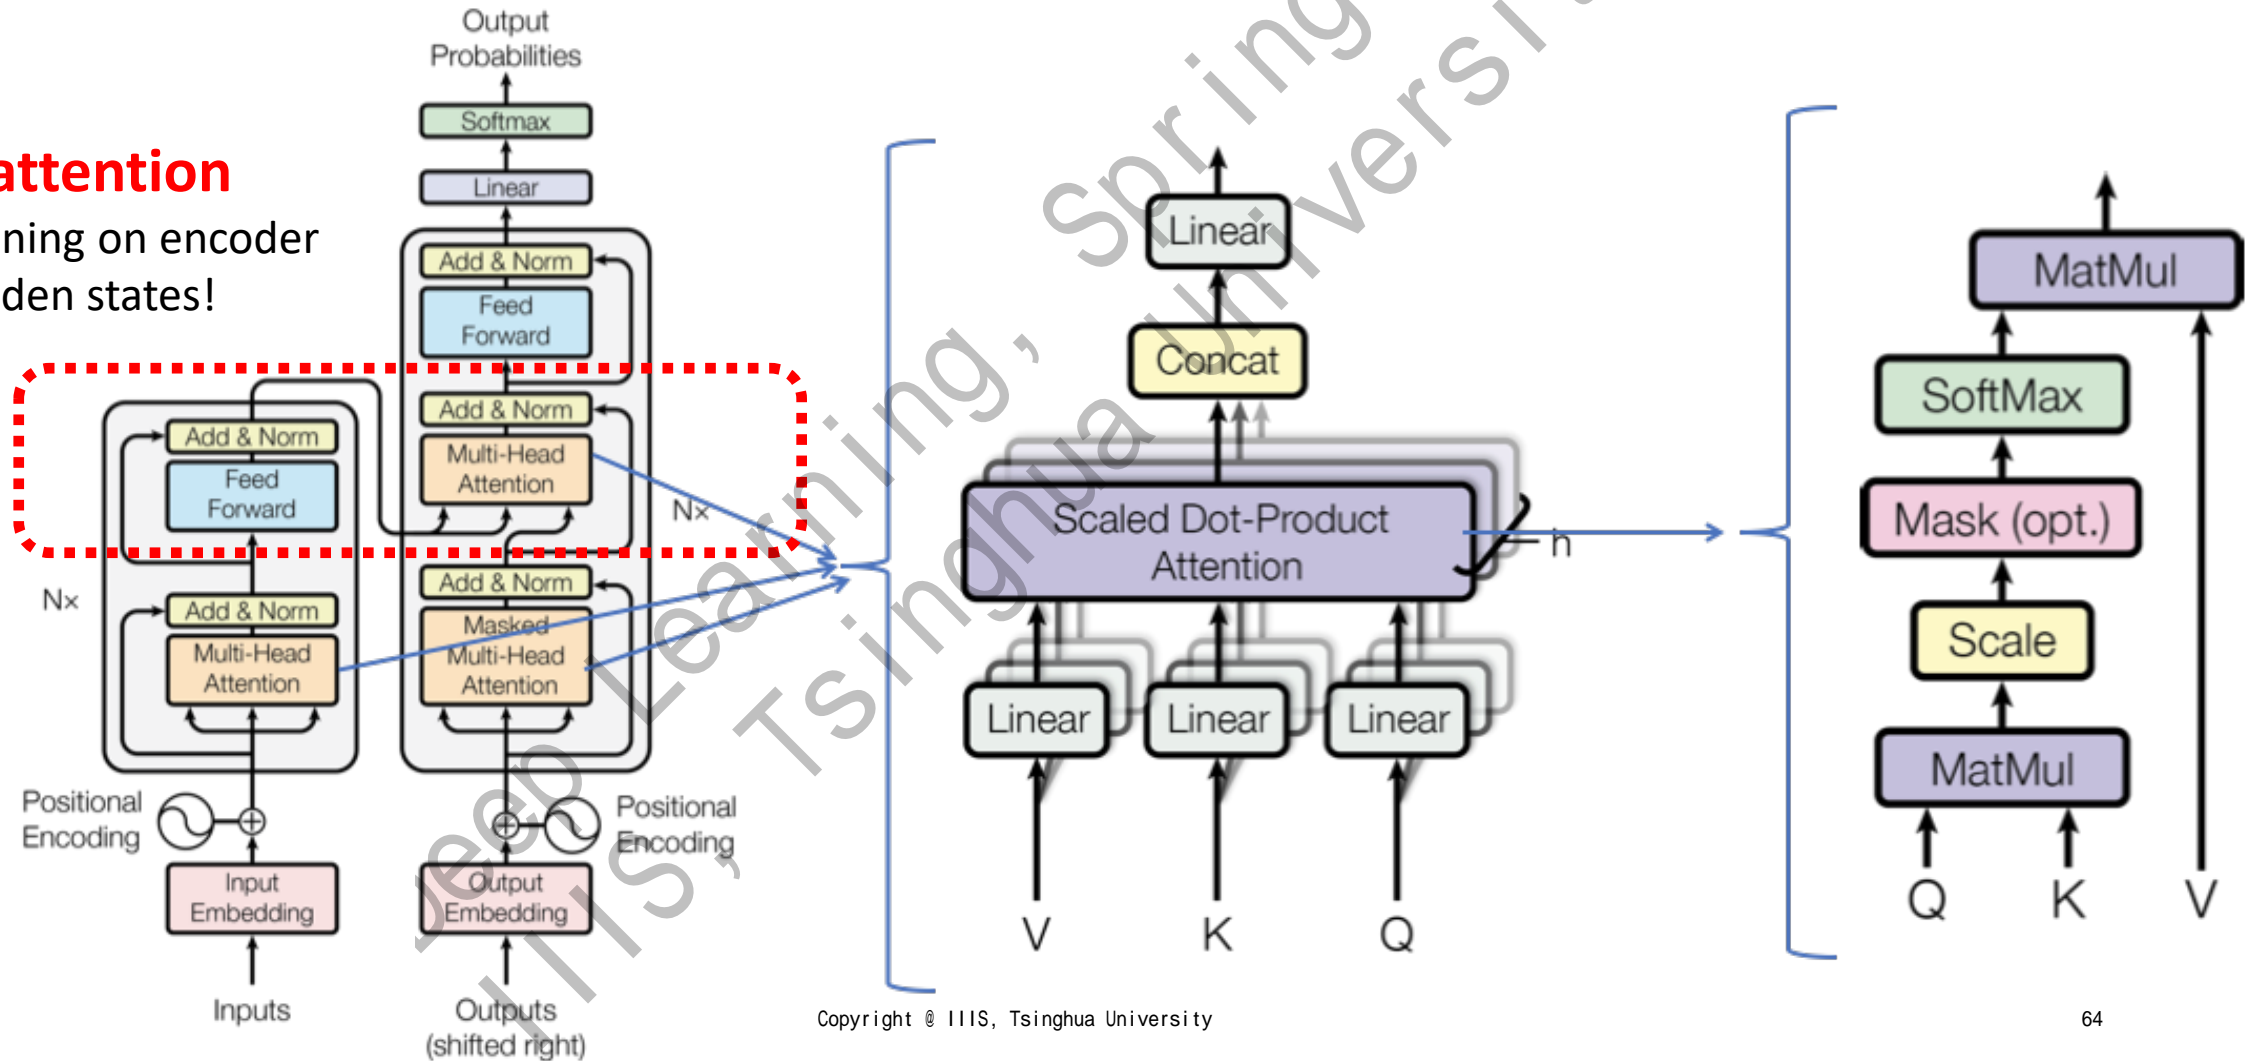 attention
ning on encoder
den states!
Output
Probabilities
Softmax
Linear
Add & Norm
Feed
Forward
Add & Norm
Multi-Head
Attention
Nx
Add & Norm
Masked
Multi-Head
Attention
Add & Norm
Feed
Forward
Nx
Add & Norm
Multi-Head
Attention
Positional
Encoding
Positional
Encoding
Input
Embedding
Output
Embedding
Inputs
Outputs
(shifted right)
Linear
Concat
Scaled Dot-Product
Attention
h
Linear
Linear
Linear
V
K
Q
MatMul
SoftMax
Mask (opt.)
Scale
MatMul
Q
K
V
Deep Learning, Spring
IIIS, Tsinghua Universi
Copyright @ IIIS, Tsinghua University
64